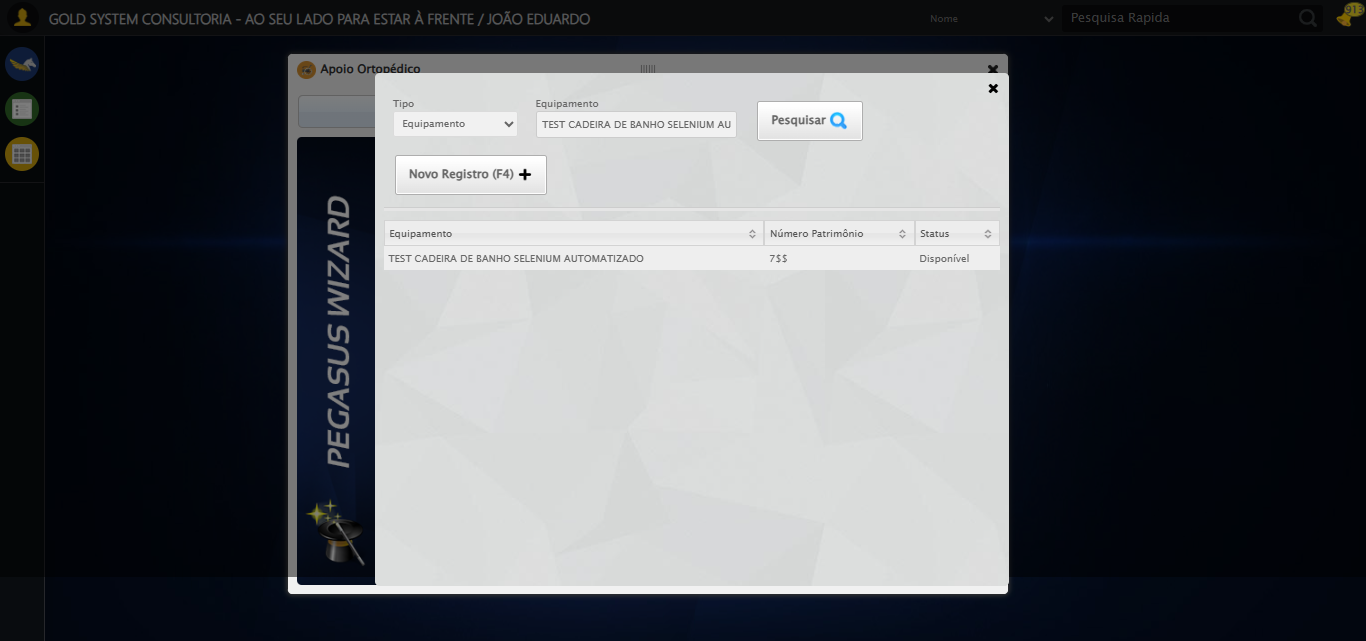 GOLD SYSTEM CONSULTORIA - AO SEU LADO PARA ESTAR À FRENTE / JOÃO EDUARDO
Nome
Pesquisa Rapida
913
Apoio Ortopédico
Tipo
Equipamento
Equipamento
TEST CADEIRA DE BANHO SELENIUM AU
Pesquisar
Novo Registro (F4)
Equipamento
Número Patrimônio
Status
TEST CADEIRA DE BANHO SELENIUM AUTOMATIZADO
7$$
Disponível
PEGASUS WIZARD